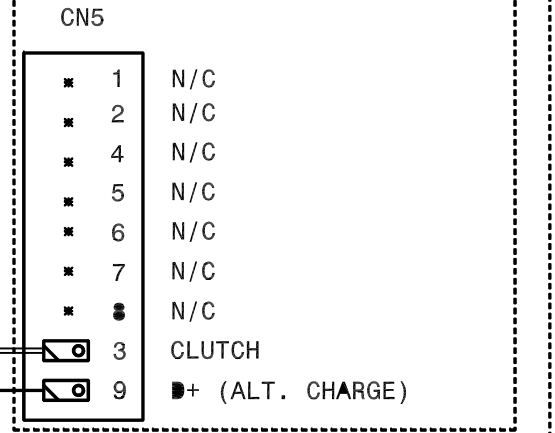 CN5
* 1 N/C
* 2 N/C
* 4 N/C
* 5 N/C
* 6 N/C
* 7 N/C
* 8 N/C
3 CLUTCH
9 D+ (ALT. CHARGE)